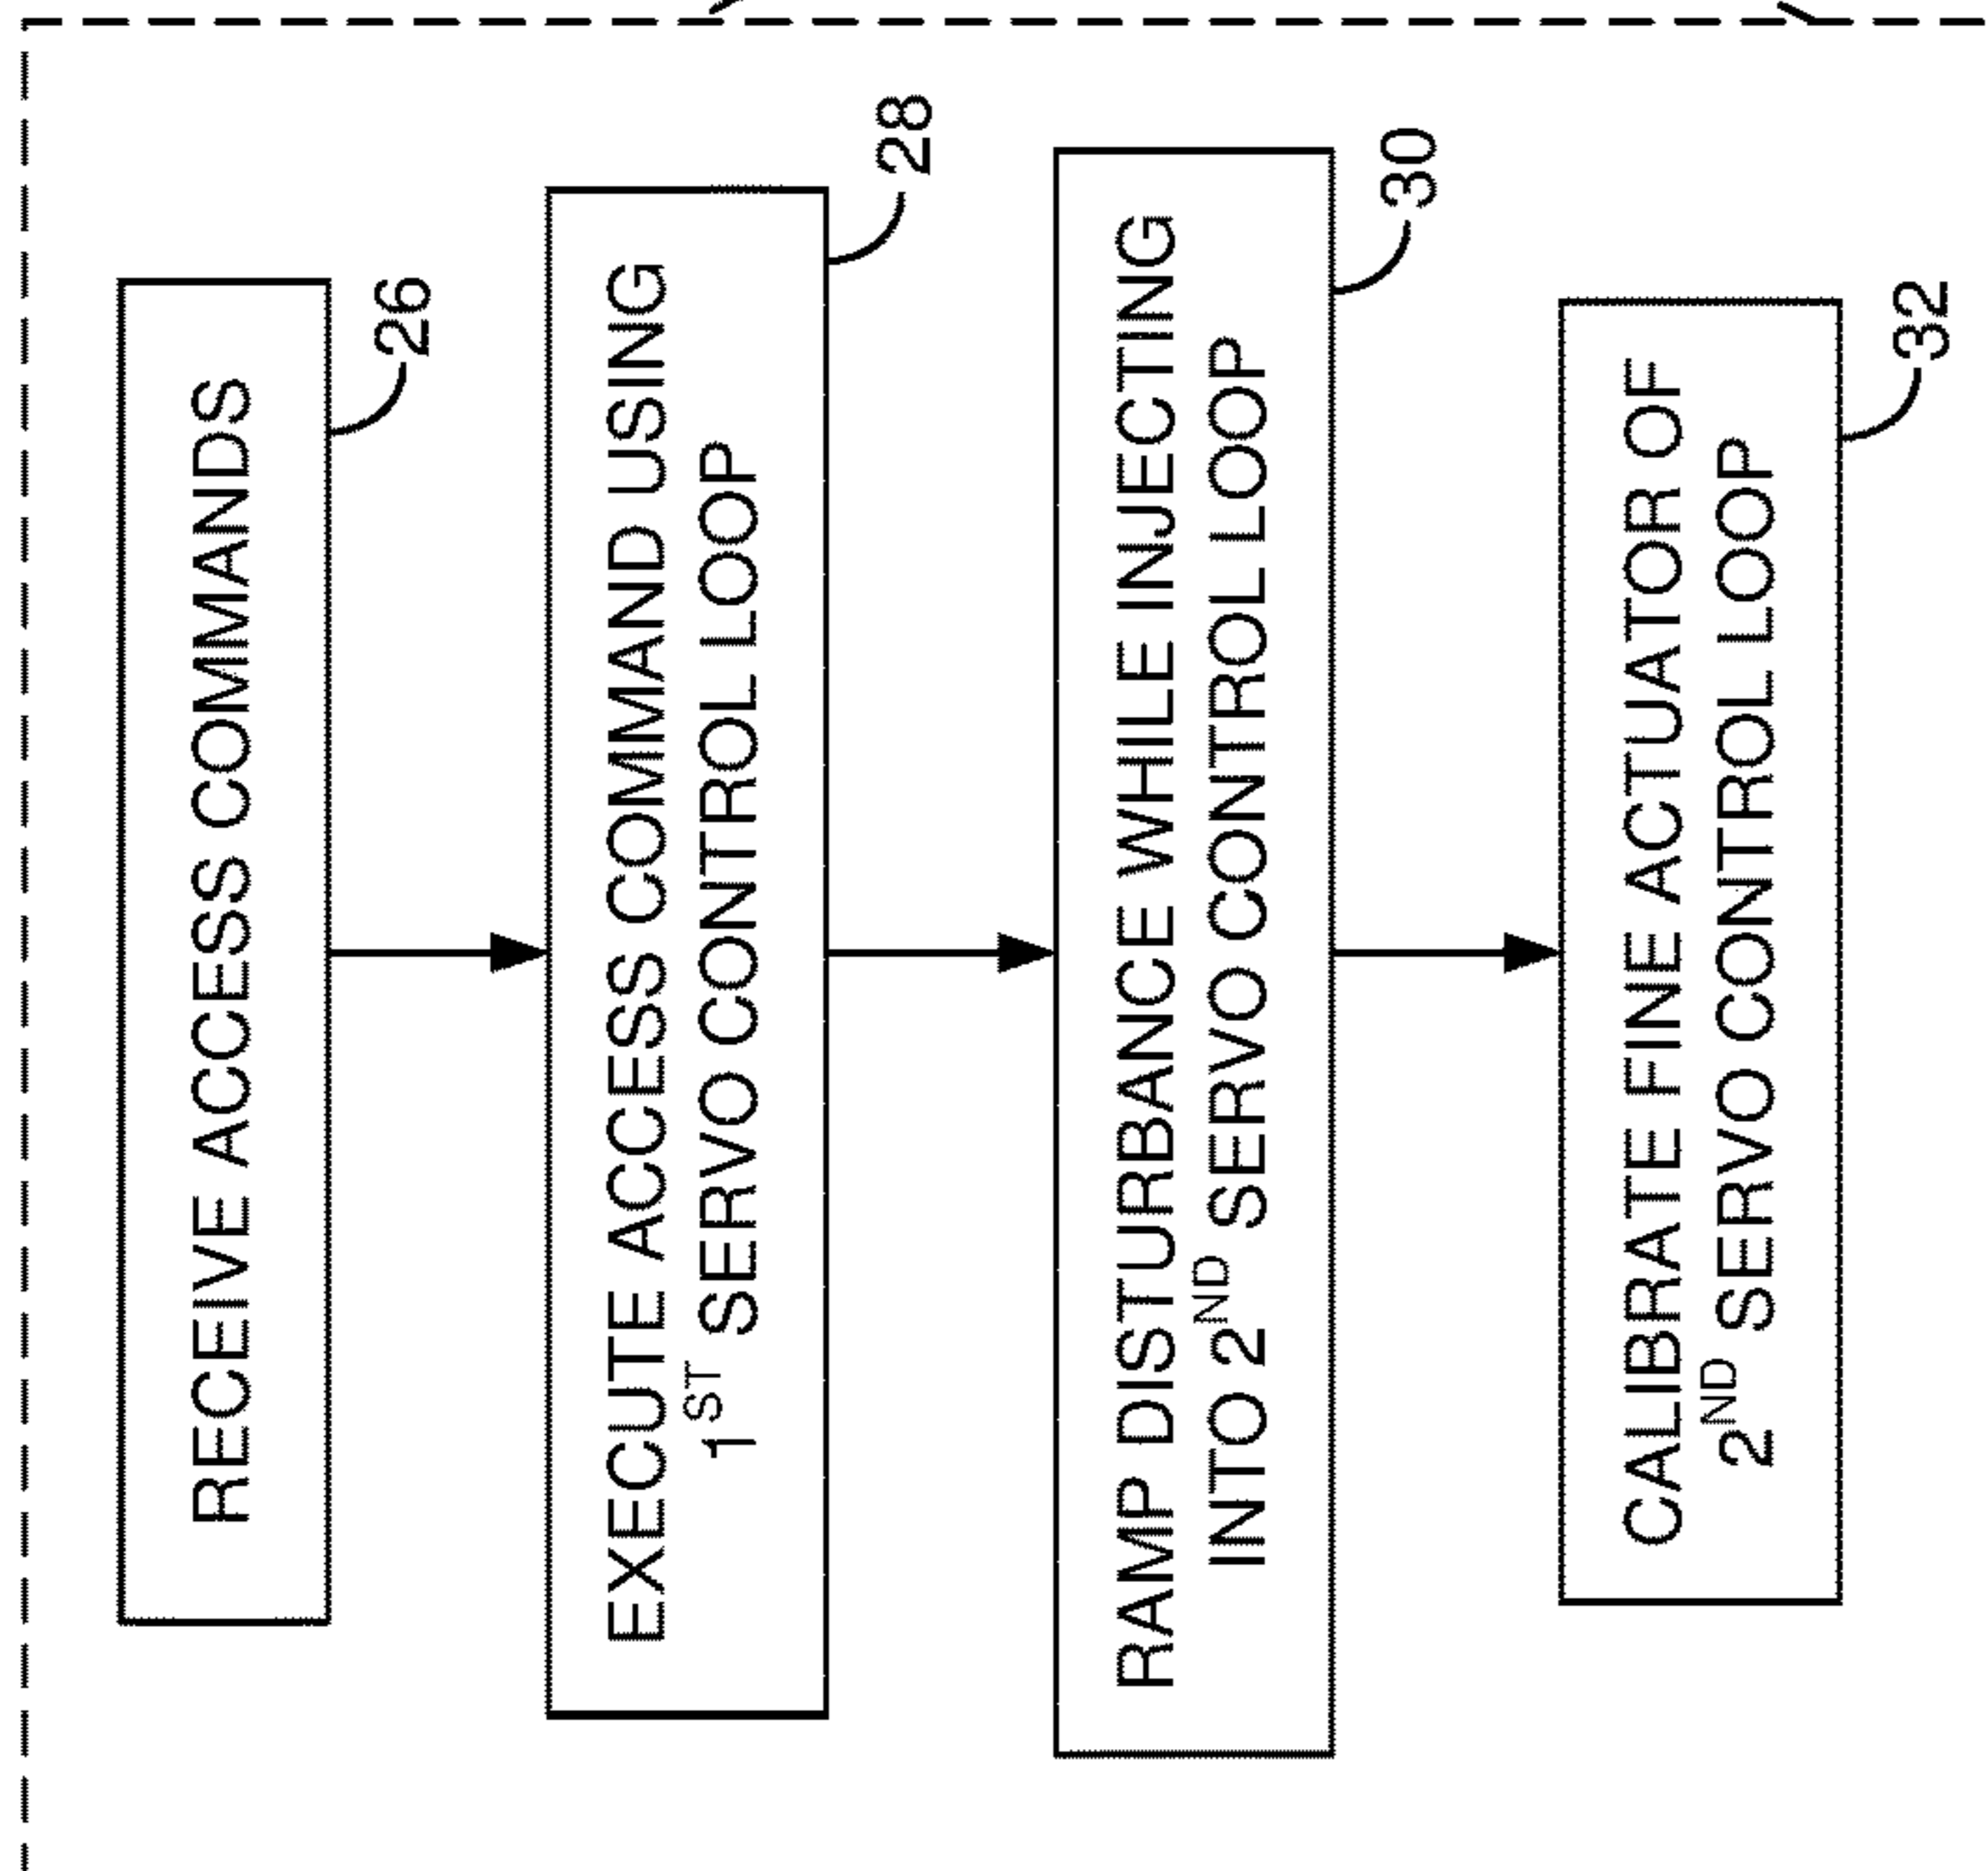 RECEIVE ACCESS COMMANDS
26
EXECUTE ACCESS COMMAND USING
1ST SERVO CONTROL LOOP
28
RAMP DISTURBANCE WHILE INJECTING
INTO 2ND SERVO CONTROL LOOP
30
CALIBRATE FINE ACTUATOR OF
2ND SERVO CONTROL LOOP
32